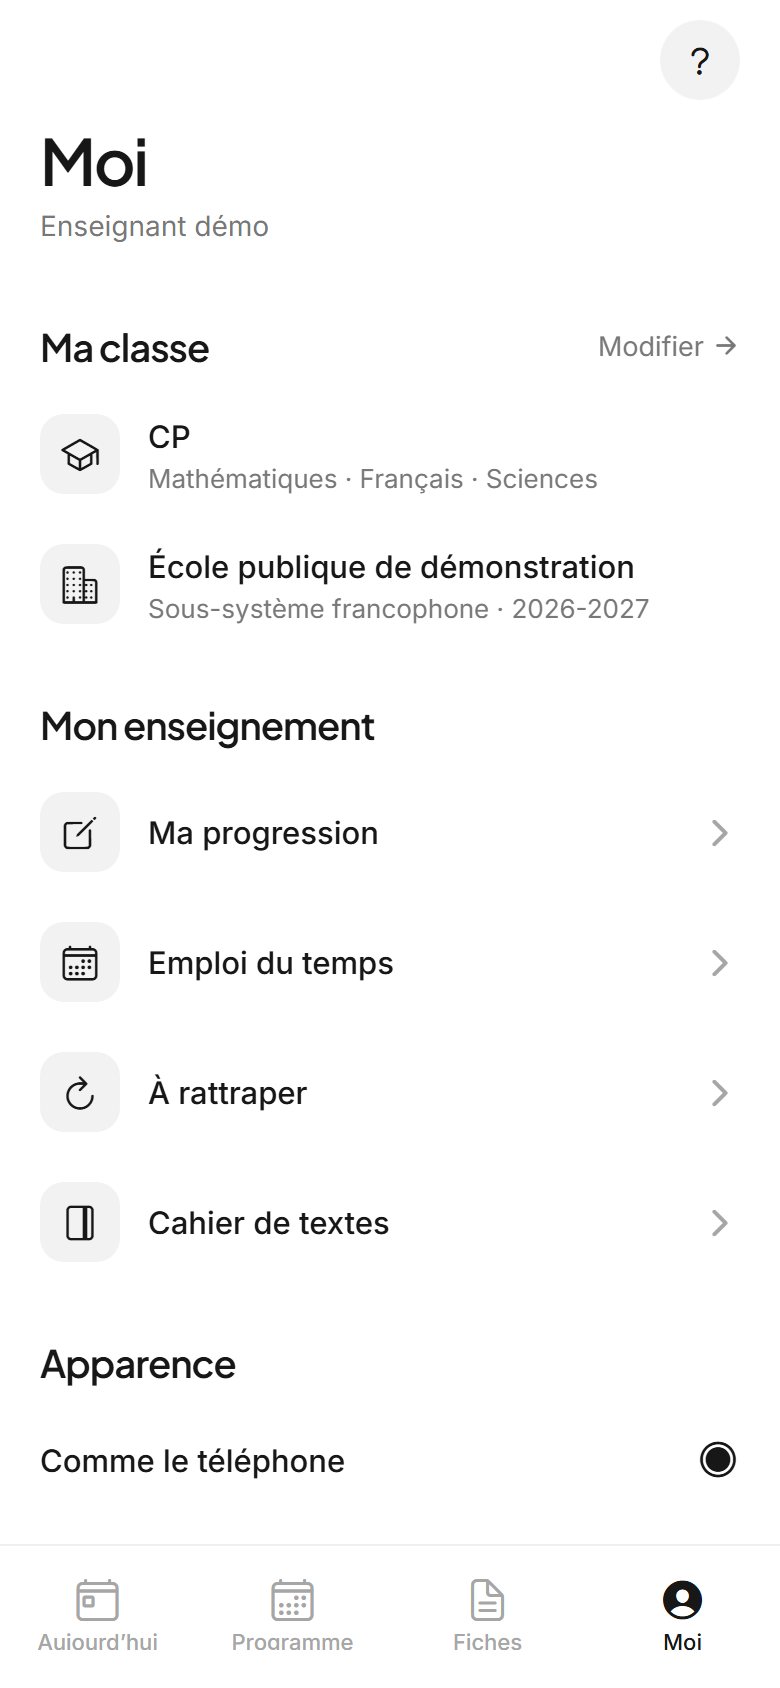 ?
Moi
Enseignant démo
Ma classe
Modifier →
CP
Mathématiques · Français · Sciences
École publique de démonstration
Sous-système francophone · 2026-2027
Mon enseignement
Ma progression
Emploi du temps
À rattraper
Cahier de textes
Apparence
Comme le téléphone
Aujourd’hui
Programme
Fiches
Moi